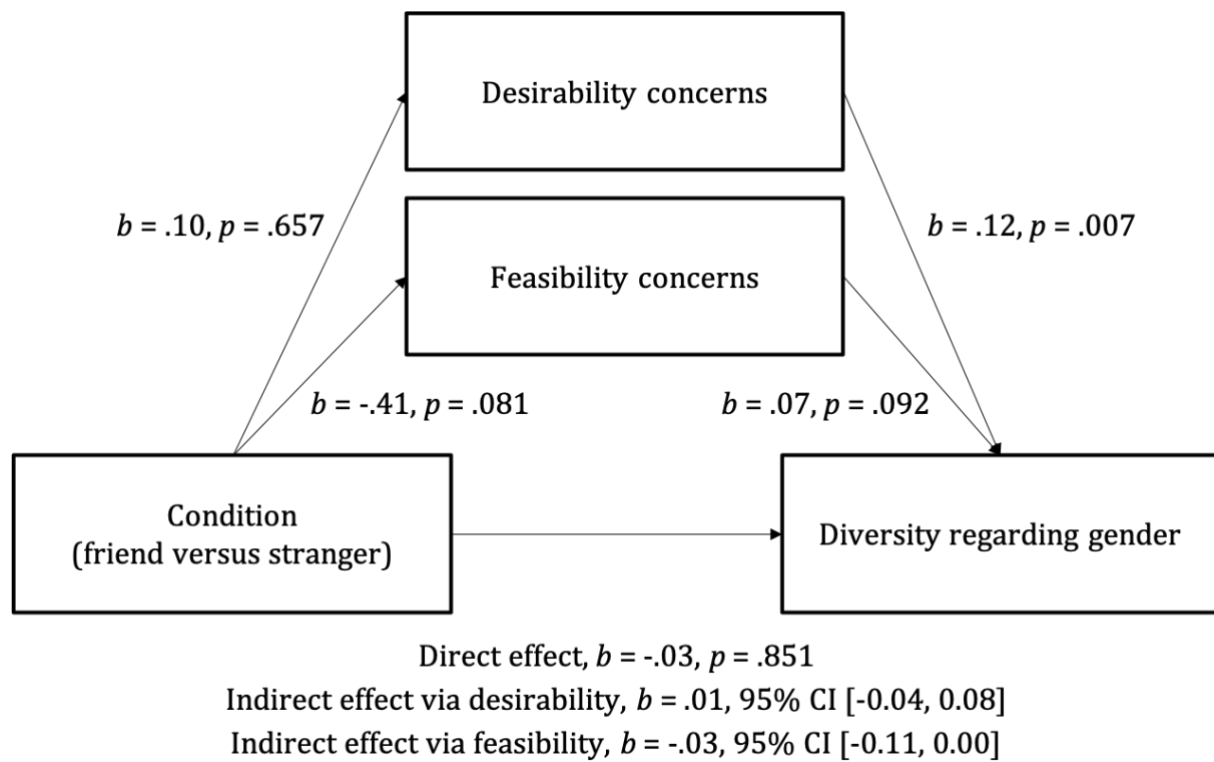 Desirability concerns
b = .10, p = .657
b = .12, p = .007
Feasibility concerns
b = -.41, p = .081
b = .07, p = .092
Condition
(friend versus stranger)
Diversity regarding gender
Direct effect, b = -.03, p = .851
Indirect effect via desirability, b = .01, 95% CI [-0.04, 0.08]
Indirect effect via feasibility, b = -.03, 95% CI [-0.11, 0.00]